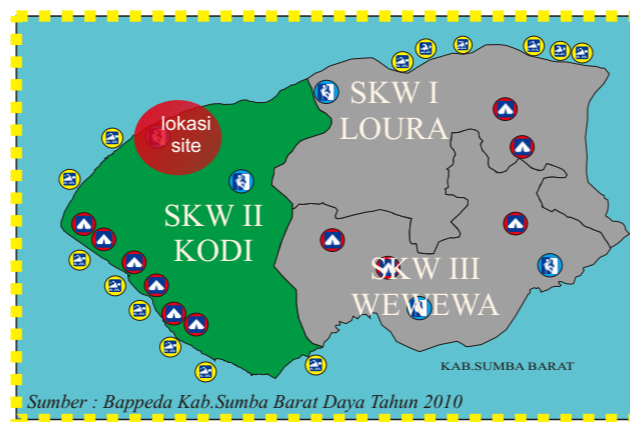 SKW I
LOURA
lokasi
site
SKW II
KODI
SKW III
WEWEWA
KAB.SUMBA BARAT
Sumber : Bappeda Kab.Sumba Barat Daya Tahun 2010